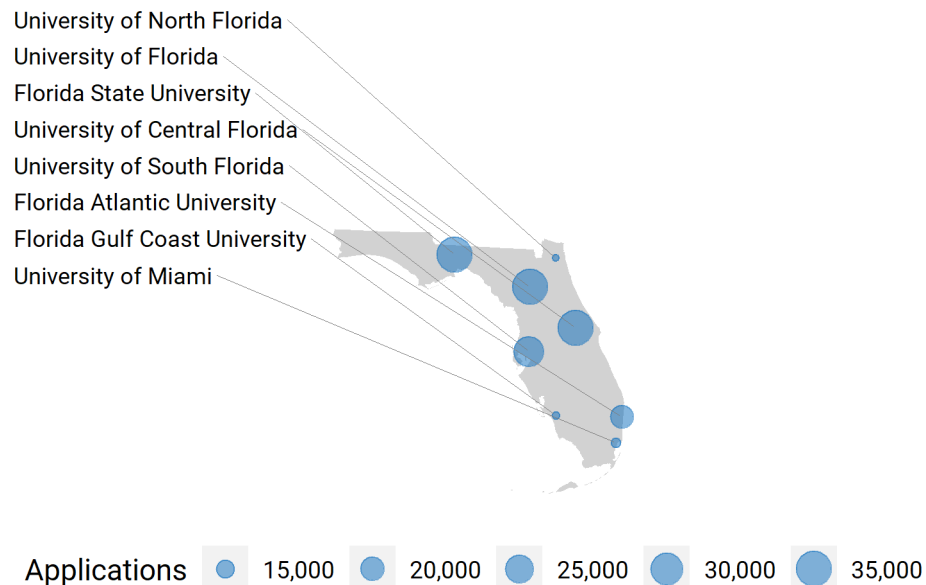 University of North Florida
University of Florida
Florida State University
University of Central Florida
University of South Florida
Florida Atlantic University
Florida Gulf Coast University
University of Miami
Applications 15,000 20,000 25,000 30,000 35,000